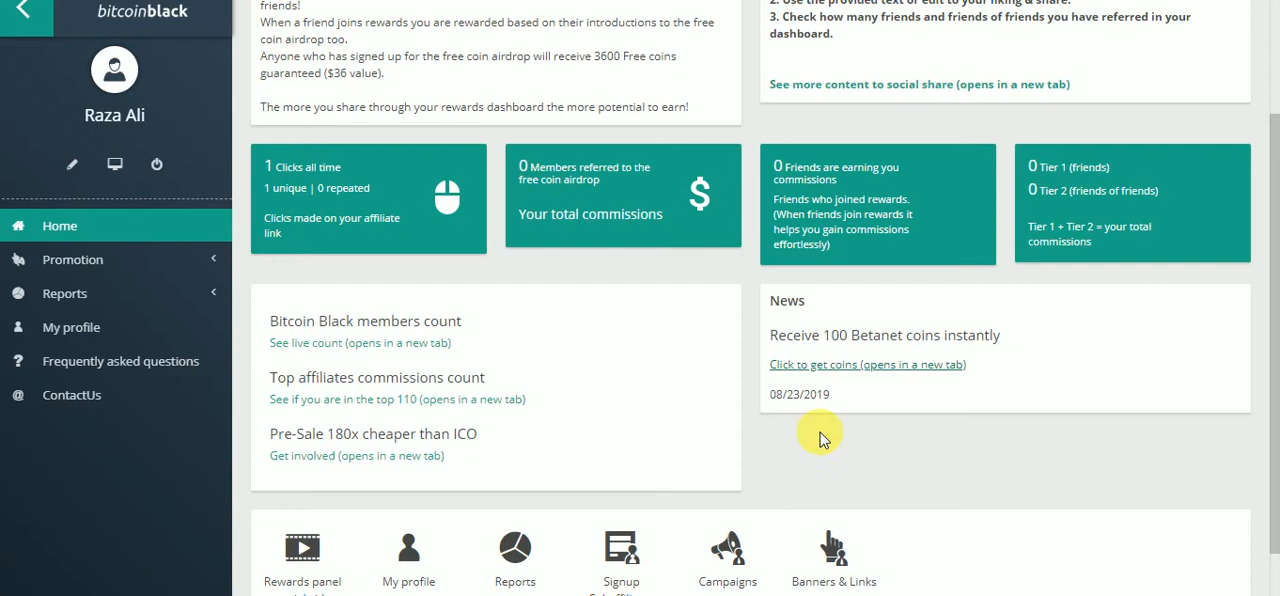 bitcoinblack
Raza Ali
Home
Promotion
Reports
My profile
Frequently asked questions
ContactUs
friends!
When a friend joins rewards you are rewarded based on their introductions to the free
coin airdrop too.
Anyone who has signed up for the free coin airdrop will receive 3600 Free coins
guaranteed ($36 value).
The more you share through your rewards dashboard the more potential to earn!
2. Use the provided text or edit to your liking & share.
3. Check how many friends and friends of friends you have referred in your
dashboard.
See more content to social share (opens in a new tab)
1 Clicks all time
1 unique | 0 repeated
Clicks made on your affiliate
link
0 Members referred to the
free coin airdrop
Your total commissions
0 Friends are earning you
commissions
Friends who joined rewards.
(When friends join rewards it
helps you gain commissions
effortlessly)
0 Tier 1 (friends)
0 Tier 2 (friends of friends)
Tier 1 + Tier 2 = your total
commissions
Bitcoin Black members count
See live count (opens in a new tab)
Top affiliates commissions count
See if you are in the top 110 (opens in a new tab)
Pre-Sale 180x cheaper than ICO
Get involved (opens in a new tab)
News
Receive 100 Betanet coins instantly
Click to get coins (opens in a new tab)
08/23/2019
Rewards panel
My profile
Reports
Signup
Campaigns
Banners & Links